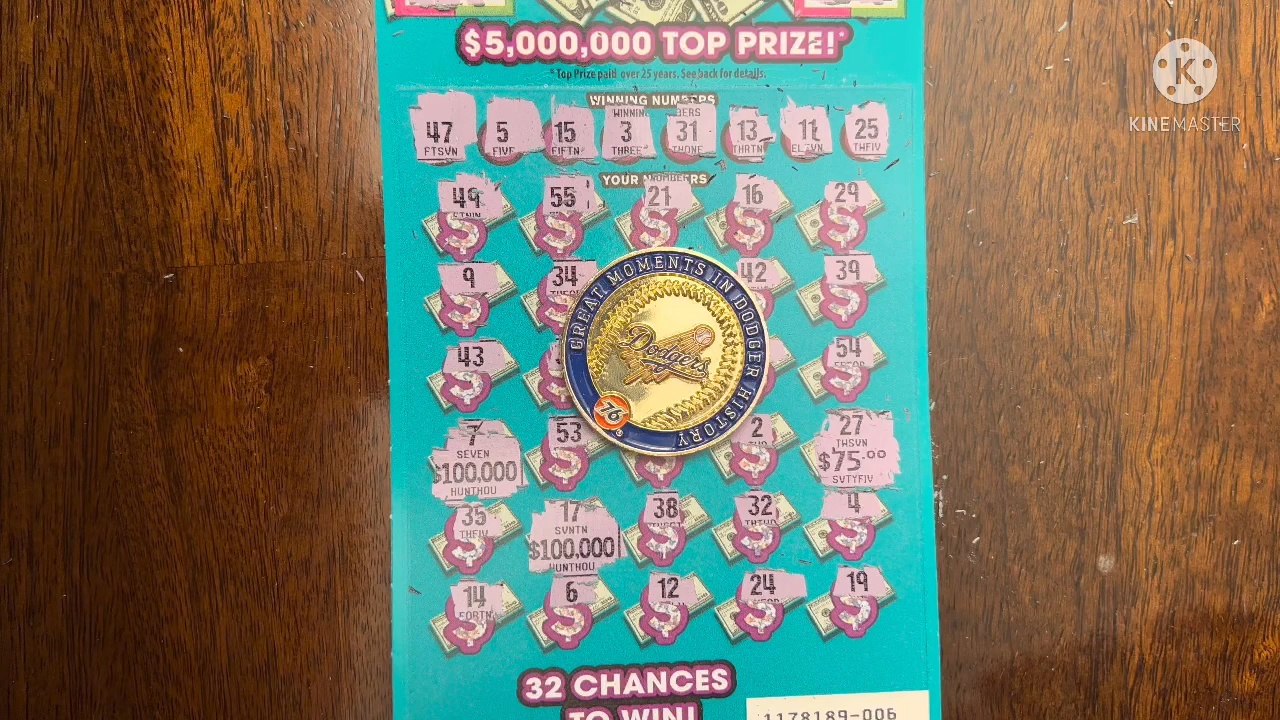 $5,000,000 TOP PRIZE!*
* Top Prize paid over 25 years. See back for details.
KINEMASTER
WINNING NUMBERS
47 5 15 3 31 13 11 25
FTSVN FIVE FIFTN THREE THONE THRTN ELEVN THFIV
YOUR NUMBERS
49 55 21 16 29
9 34 42 39
43 54
7 53 2 27
SEVEN THSVN
$100,000 $75.00
HUNTHOU SVTYFIV
35 17 38 32 4
THFIV SVNTN
$100,000
HUNTHOU
14 6 12 24 19
FORTN
GREAT MOMENTS IN DODGER HISTORY
Dodgers
76
32 CHANCES
TO WIN!
1178189-006